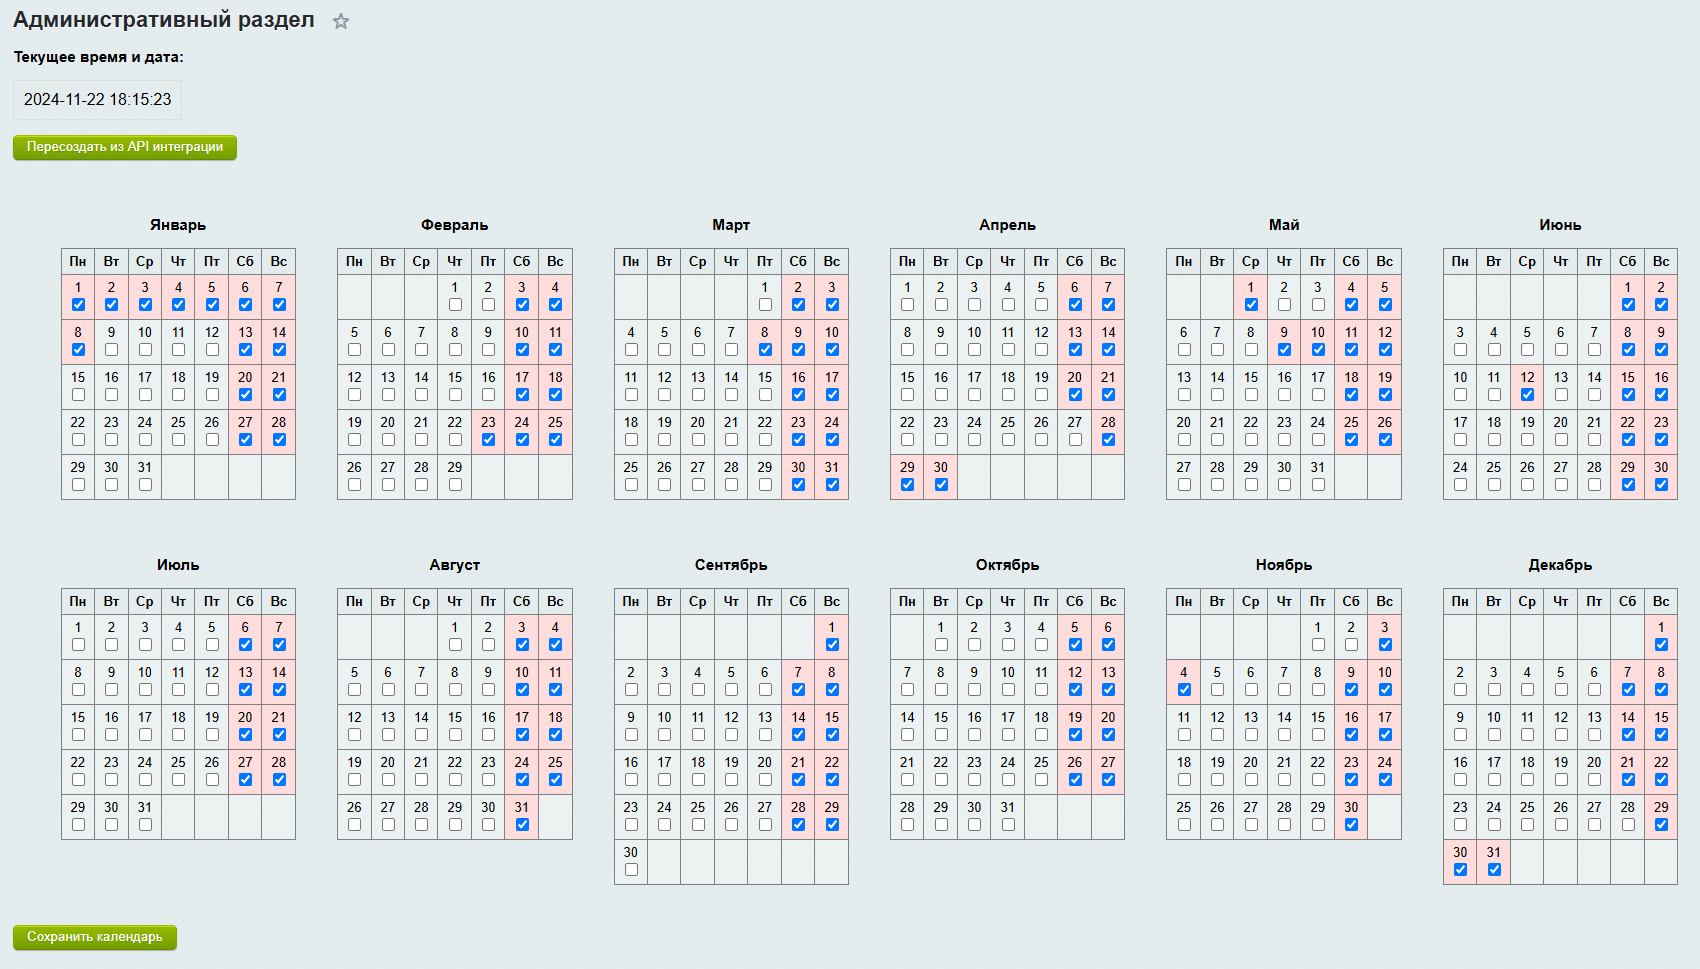 Административный раздел
Текущее время и дата:
2024-11-22 18:15:23
Пересоздать из API интеграции
Январь
Пн Вт Ср Чт Пт Сб Вс
1 2 3 4 5 6 7
8 9 10 11 12 13 14
15 16 17 18 19 20 21
22 23 24 25 26 27 28
29 30 31
Февраль
Пн Вт Ср Чт Пт Сб Вс
1 2 3 4
5 6 7 8 9 10 11
12 13 14 15 16 17 18
19 20 21 22 23 24 25
26 27 28 29
Март
Пн Вт Ср Чт Пт Сб Вс
1 2 3
4 5 6 7 8 9 10
11 12 13 14 15 16 17
18 19 20 21 22 23 24
25 26 27 28 29 30 31
Апрель
Пн Вт Ср Чт Пт Сб Вс
1 2 3 4 5 6 7
8 9 10 11 12 13 14
15 16 17 18 19 20 21
22 23 24 25 26 27 28
29 30
Май
Пн Вт Ср Чт Пт Сб Вс
1 2 3 4 5
6 7 8 9 10 11 12
13 14 15 16 17 18 19
20 21 22 23 24 25 26
27 28 29 30 31
Июнь
Пн Вт Ср Чт Пт Сб Вс
1 2
3 4 5 6 7 8 9
10 11 12 13 14 15 16
17 18 19 20 21 22 23
24 25 26 27 28 29 30
Июль
Пн Вт Ср Чт Пт Сб Вс
1 2 3 4 5 6 7
8 9 10 11 12 13 14
15 16 17 18 19 20 21
22 23 24 25 26 27 28
29 30 31
Август
Пн Вт Ср Чт Пт Сб Вс
1 2 3 4
5 6 7 8 9 10 11
12 13 14 15 16 17 18
19 20 21 22 23 24 25
26 27 28 29 30 31
Сентябрь
Пн Вт Ср Чт Пт Сб Вс
1
2 3 4 5 6 7 8
9 10 11 12 13 14 15
16 17 18 19 20 21 22
23 24 25 26 27 28 29
30
Октябрь
Пн Вт Ср Чт Пт Сб Вс
1 2 3 4 5 6
7 8 9 10 11 12 13
14 15 16 17 18 19 20
21 22 23 24 25 26 27
28 29 30 31
Ноябрь
Пн Вт Ср Чт Пт Сб Вс
1 2 3
4 5 6 7 8 9 10
11 12 13 14 15 16 17
18 19 20 21 22 23 24
25 26 27 28 29 30
Декабрь
Пн Вт Ср Чт Пт Сб Вс
1
2 3 4 5 6 7 8
9 10 11 12 13 14 15
16 17 18 19 20 21 22
23 24 25 26 27 28 29
30 31
Сохранить календарь